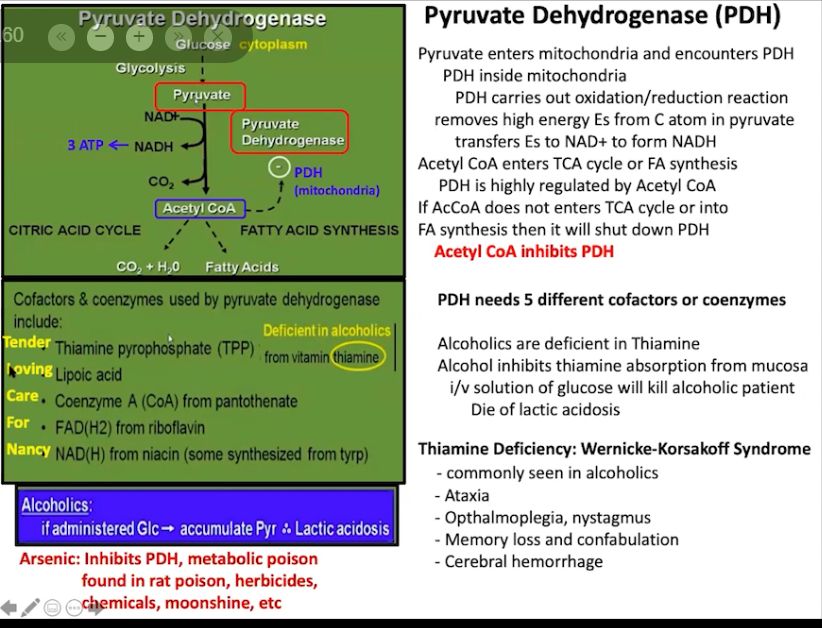 Pyruvate Dehydrogenase
60
Glucose cytoplasm
Glycolysis
Pyruvate
NAD+
Pyruvate
Dehydrogenase
3 ATP ← NADH
-
PDH
(mitochondria)
CO₂
Acetyl CoA
CITRIC ACID CYCLE
FATTY ACID SYNTHESIS
CO₂ + H₂0
Fatty Acids
Cofactors & coenzymes used by pyruvate dehydrogenase
include:
Tender • Thiamine pyrophosphate (TPP)
Deficient in alcoholics
from vitamin thiamine
Loving Lipoic acid
Care • Coenzyme A (CoA) from pantothenate
For • FAD(H2) from riboflavin
Nancy • NAD(H) from niacin (some synthesized from tyrp)
Alcoholics:
if administered Glc → accumulate Pyr ∴ Lactic acidosis
Arsenic: Inhibits PDH, metabolic poison
found in rat poison, herbicides,
chemicals, moonshine, etc
Pyruvate Dehydrogenase (PDH)
Pyruvate enters mitochondria and encounters PDH
PDH inside mitochondria
PDH carries out oxidation/reduction reaction
removes high energy Es from C atom in pyruvate
transfers Es to NAD+ to form NADH
Acetyl CoA enters TCA cycle or FA synthesis
PDH is highly regulated by Acetyl CoA
If AcCoA does not enters TCA cycle or into
FA synthesis then it will shut down PDH
Acetyl CoA inhibits PDH
PDH needs 5 different cofactors or coenzymes
Alcoholics are deficient in Thiamine
Alcohol inhibits thiamine absorption from mucosa
i/v solution of glucose will kill alcoholic patient
Die of lactic acidosis
Thiamine Deficiency: Wernicke-Korsakoff Syndrome
- commonly seen in alcoholics
- Ataxia
- Opthalmoplegia, nystagmus
- Memory loss and confabulation
- Cerebral hemorrhage